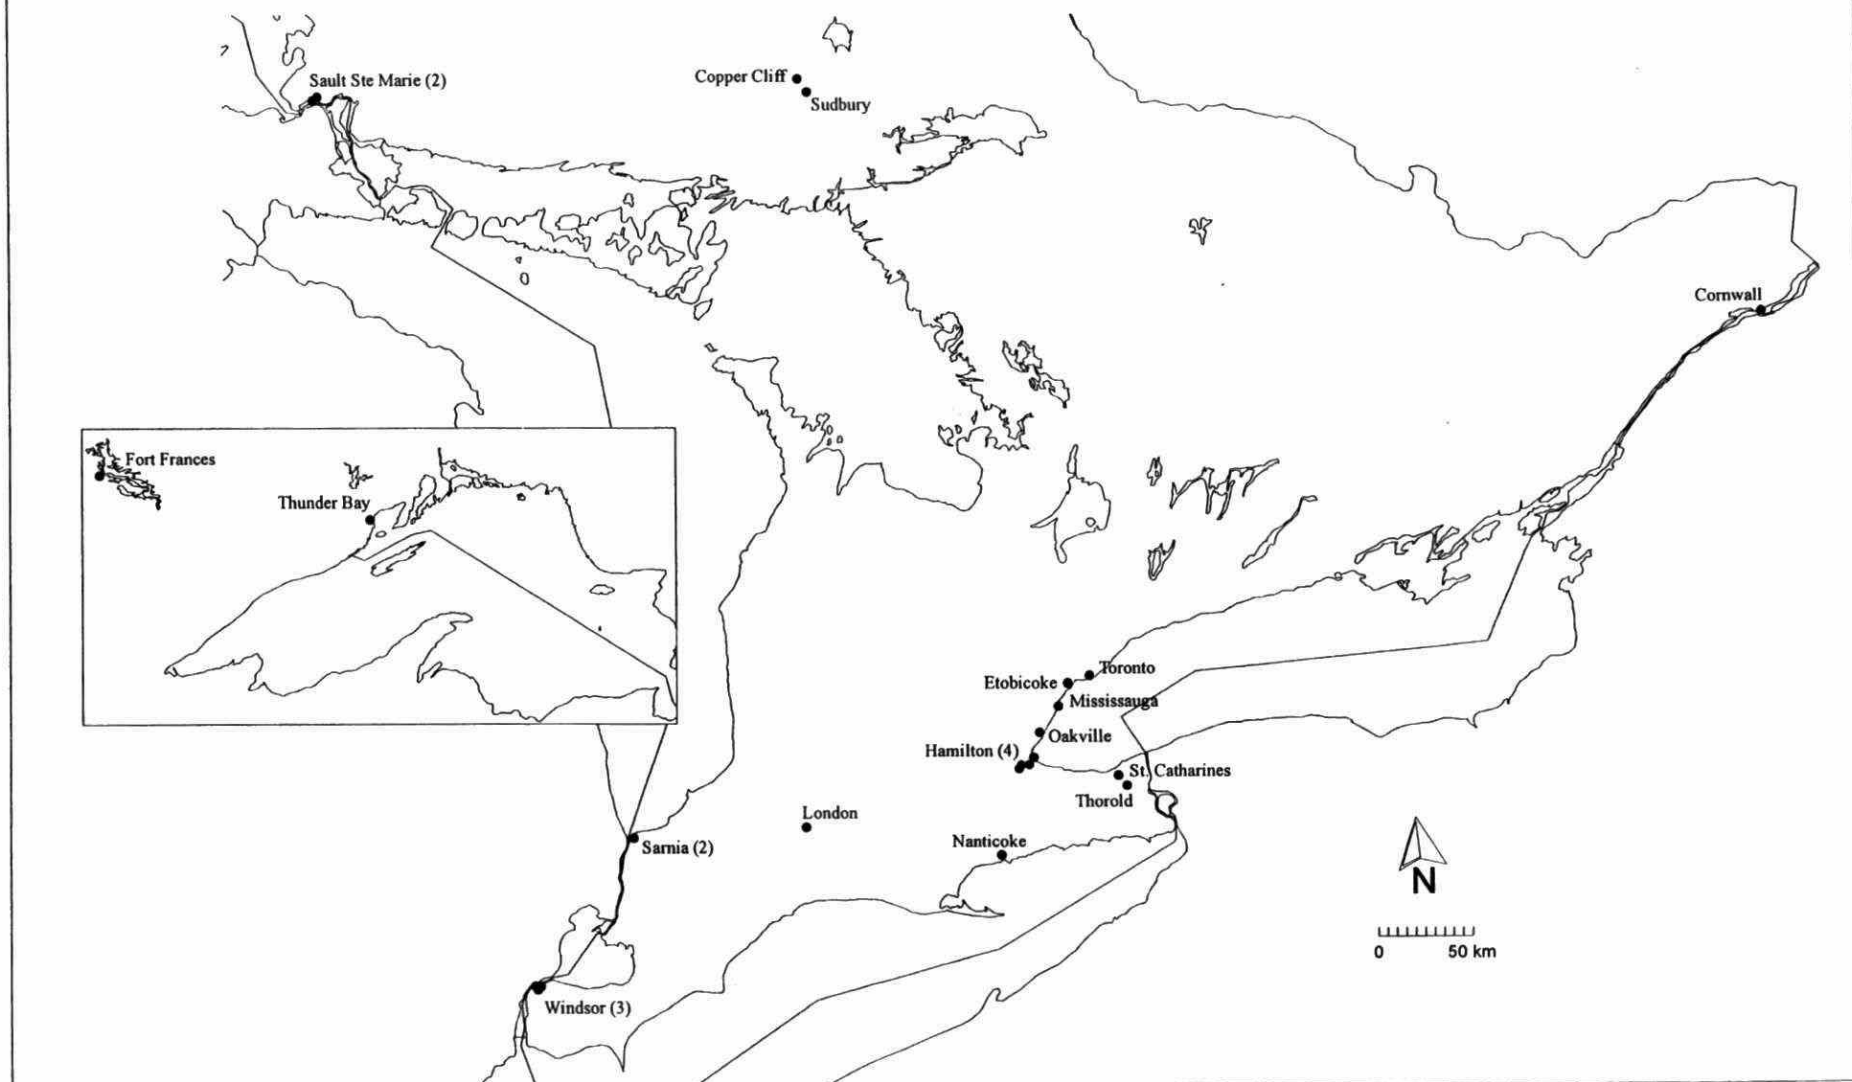 Sault Ste Marie (2)
Copper Cliff
Sudbury
Cornwall
Fort Frances
Thunder Bay
Toronto
Etobicoke
Mississauga
Oakville
Hamilton (4)
St. Catharines
Thorold
London
Nanticoke
Sarnia (2)
Windsor (3)
N
0 50 km